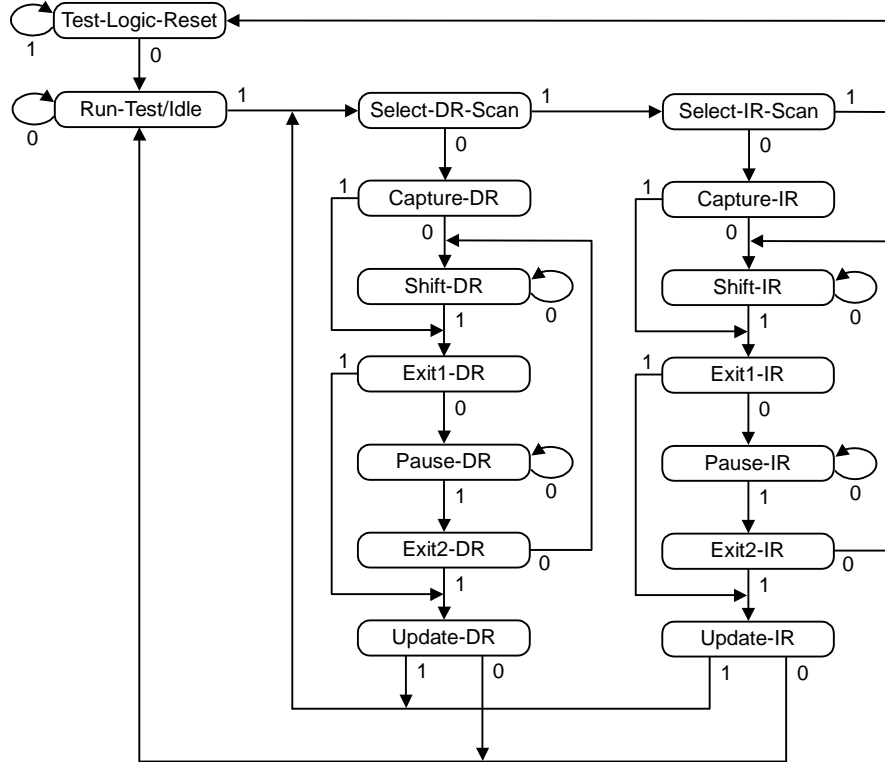 Test-Logic-Reset
1
0
Run-Test/Idle
1
Select-DR-Scan
1
Select-IR-Scan
1
0
0
0
1
Capture-DR
1
Capture-IR
0
0
Shift-DR
Shift-IR
1
0
1
0
1
Exit1-DR
1
Exit1-IR
0
0
Pause-DR
Pause-IR
1
0
1
0
Exit2-DR
0
Exit2-IR
0
1
1
Update-DR
Update-IR
1
0
1
0